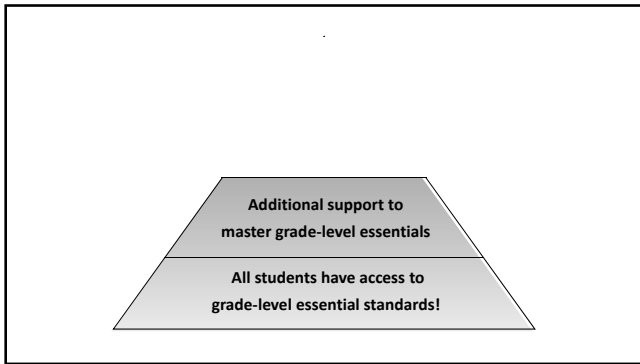 Additional support to
master grade-level essentials
All students have access to
grade-level essential standards!